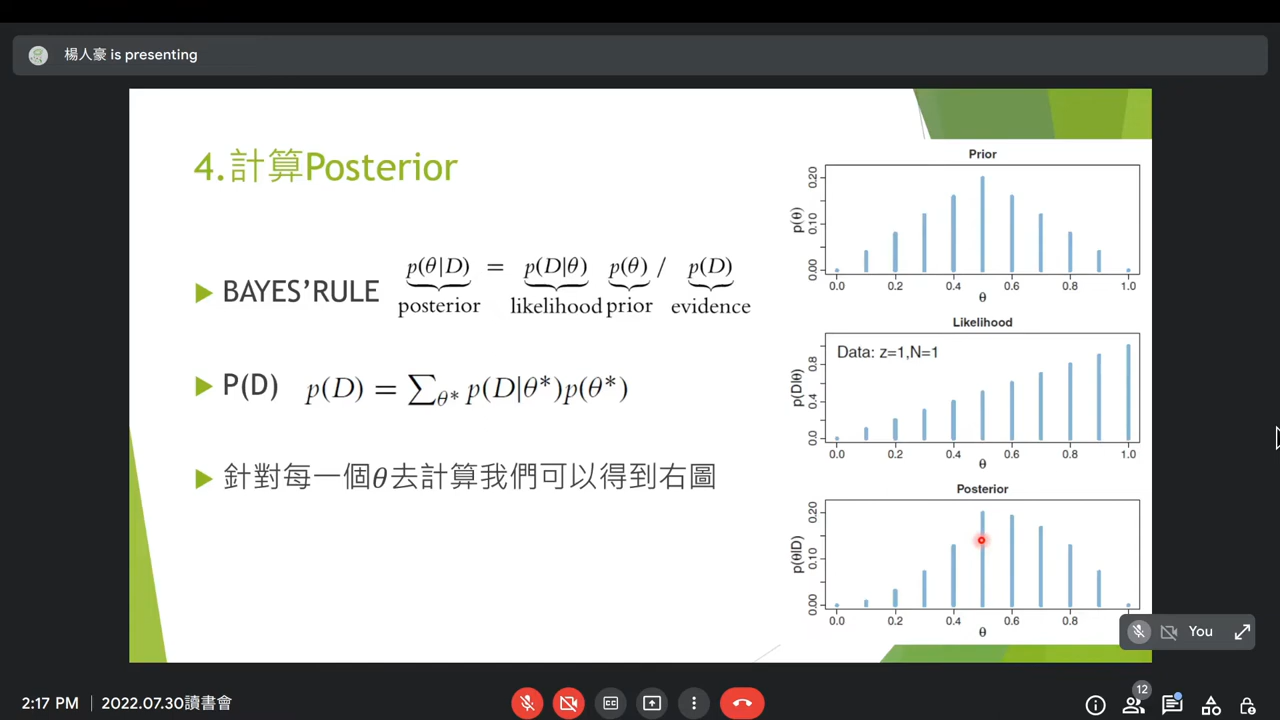 楊人豪 is presenting
4.計算Posterior
BAYES'RULE p(θ|D) = p(D|θ) p(θ) / p(D)
posterior likelihood prior evidence
P(D) p(D) = ∑θ* p(D|θ*)p(θ*)
針對每一個θ去計算我們可以得到右圖
Prior
p(θ)
0.00 0.10 0.20
0.0 0.2 0.4 0.6 0.8 1.0
θ
Likelihood
Data: z=1,N=1
p(D|θ)
0.0 0.4 0.8
0.0 0.2 0.4 0.6 0.8 1.0
θ
Posterior
p(θ|D)
0.00 0.10 0.20
0.0 0.2 0.4 0.6 0.8
θ
You
2:17 PM | 2022.07.30讀書會
CC
12